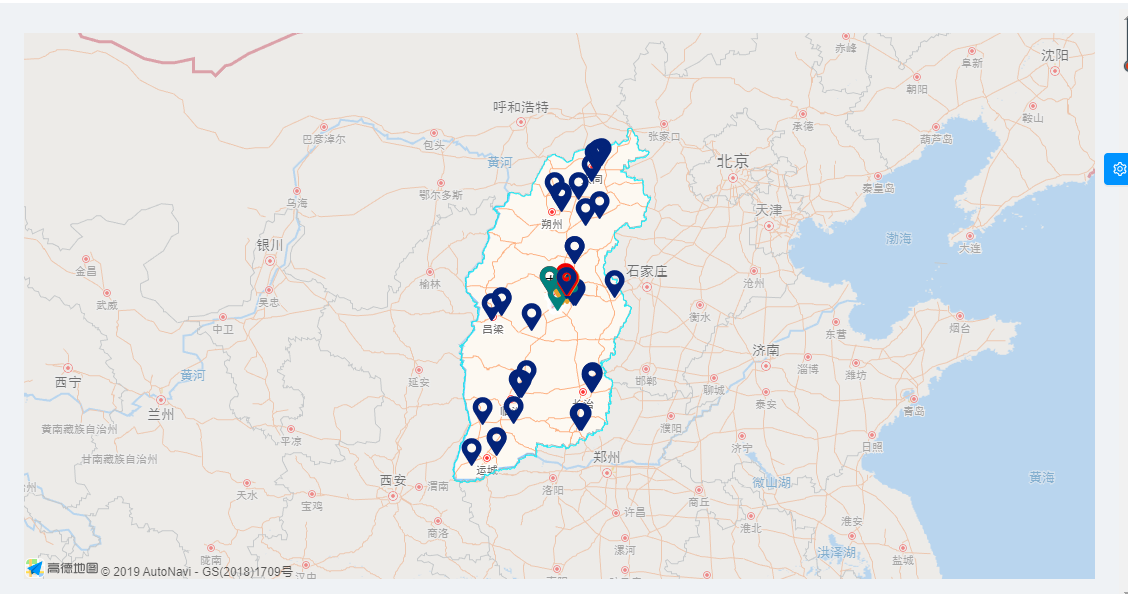 赤峰
沈阳
阜新
朝阳
呼和浩特
鞍山
承德
葫芦岛
张家口
巴彦淖尔
包头
黄河
北京
秦皇岛
鄂尔多斯
乌海
天津
朔州
渤海
大连
银川
石家庄
金昌
榆林
沧州
吴忠
武威
衡水
中卫
吕梁
东营
烟台
济南
淄博
潍坊
西宁
黄河
延安
邯郸
聊城
泰安
长治
青岛
兰州
濮阳
黄南藏族自治州
平凉
济宁
日照
甘南藏族自治州
郑州
运城
西安
渭南
洛阳
微山湖
黄海
天水
宝鸡
商丘
许昌
商洛
淮北
淮安
漯河
洪泽湖
宿城
陇南
高德地图 © 2019 AutoNavi - GS(2018)1709号
汉中